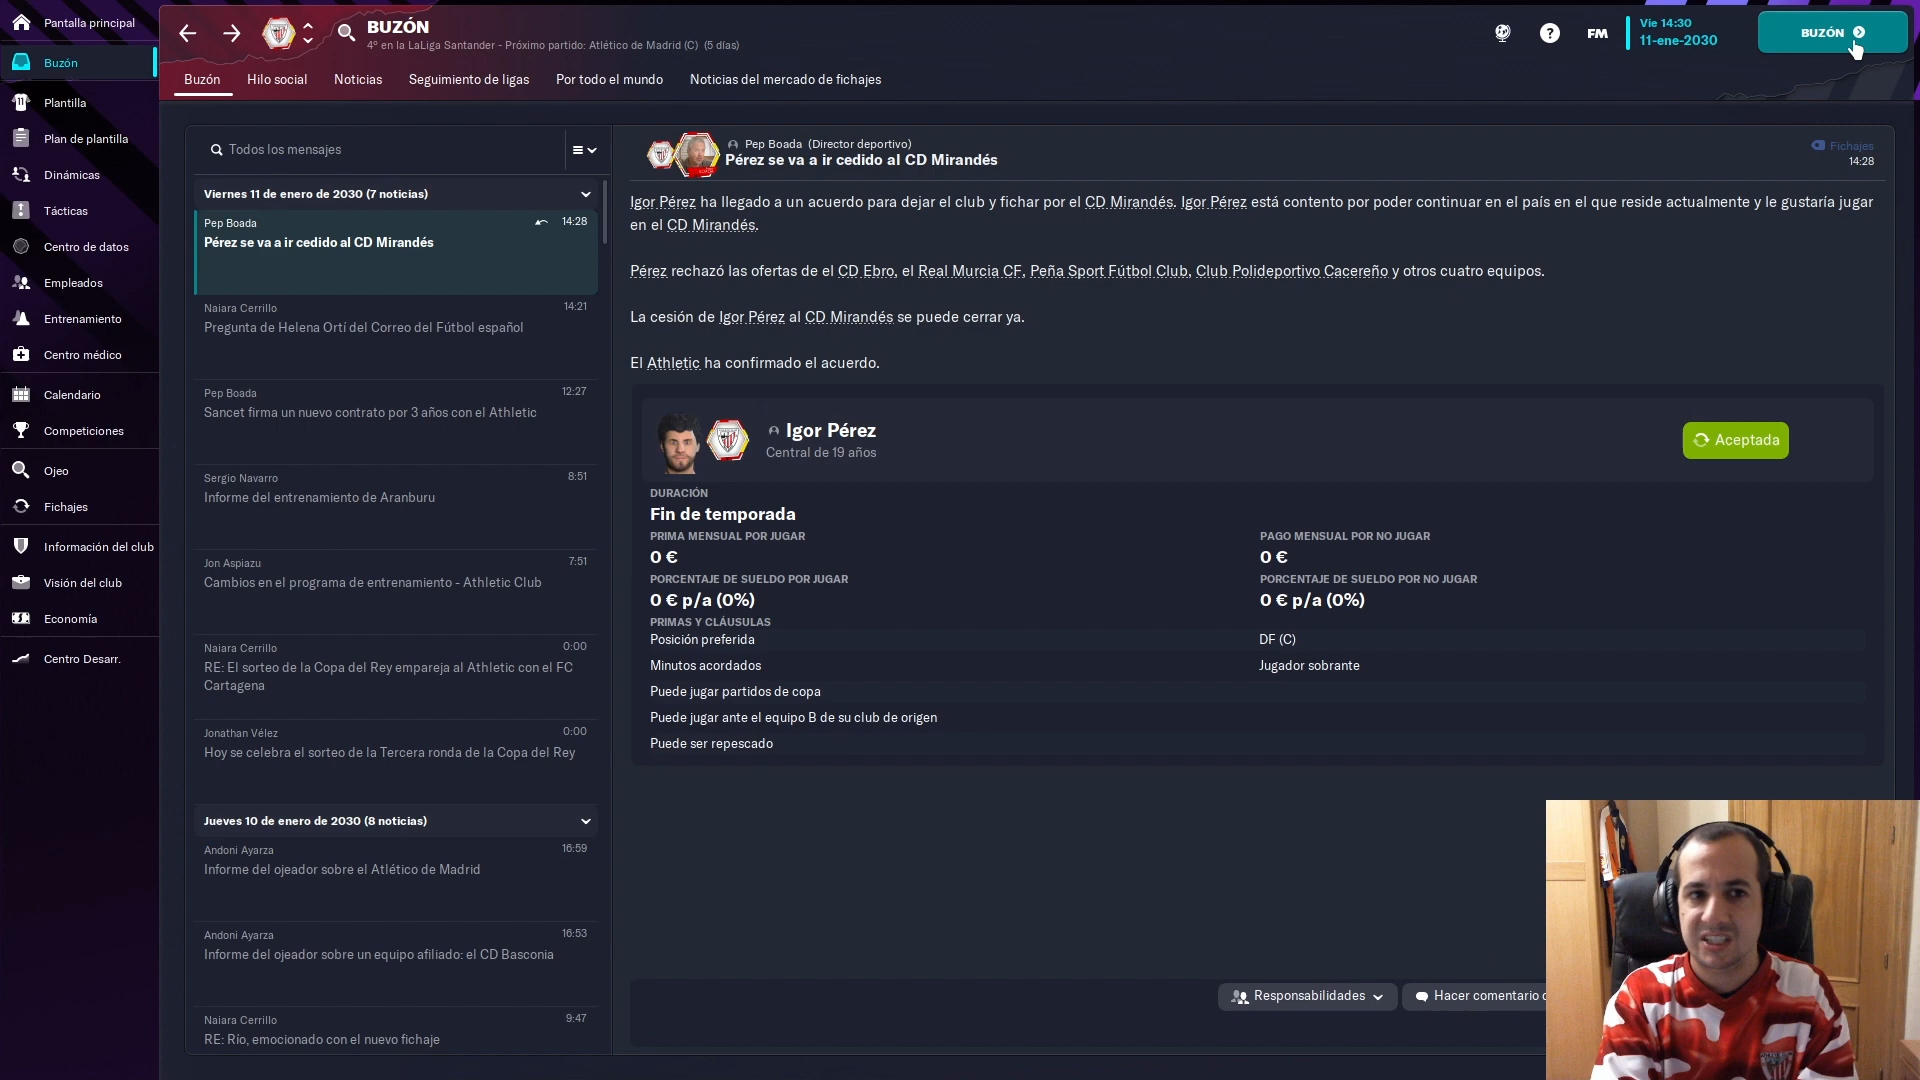 Pantalla principal
Buzón
Plantilla
Plan de plantilla
Dinámicas
Tácticas
Centro de datos
Empleados
Entrenamiento
Centro médico
Calendario
Competiciones
Ojeo
Fichajes
Información del club
Visión del club
Economía
Centro Desarr.
BUZÓN
4º en la LaLiga Santander - Próximo partido: Atlético de Madrid (C) (5 días)
FM
Vie 14:30
11-ene-2030
BUZÓN
Buzón
Hilo social
Noticias
Seguimiento de ligas
Por todo el mundo
Noticias del mercado de fichajes
Todos los mensajes
Viernes 11 de enero de 2030 (7 noticias)
Pep Boada 14:28
Pérez se va a ir cedido al CD Mirandés
Naiara Cerrillo 14:21
Pregunta de Helena Ortí del Correo del Fútbol español
Pep Boada 12:27
Sancet firma un nuevo contrato por 3 años con el Athletic
Sergio Navarro 8:51
Informe del entrenamiento de Aranburu
Jon Aspiazu 7:51
Cambios en el programa de entrenamiento - Athletic Club
Naiara Cerrillo 0:00
RE: El sorteo de la Copa del Rey empareja al Athletic con el FC
Cartagena
Jonathan Vélez 0:00
Hoy se celebra el sorteo de la Tercera ronda de la Copa del Rey
Jueves 10 de enero de 2030 (8 noticias)
Andoni Ayarza 16:59
Informe del ojeador sobre el Atlético de Madrid
Andoni Ayarza 16:53
Informe del ojeador sobre un equipo afiliado: el CD Basconia
Naiara Cerrillo 9:47
RE: Río, emocionado con el nuevo fichaje
Pep Boada (Director deportivo)
Pérez se va a ir cedido al CD Mirandés
Fichajes
14:28
Igor Pérez ha llegado a un acuerdo para dejar el club y fichar por el CD Mirandés. Igor Pérez está contento por poder continuar en el país en el que reside actualmente y le gustaría jugar
en el CD Mirandés.
Pérez rechazó las ofertas de el CD Ebro, el Real Murcia CF, Peña Sport Fútbol Club, Club Polideportivo Cacereño y otros cuatro equipos.
La cesión de Igor Pérez al CD Mirandés se puede cerrar ya.
El Athletic ha confirmado el acuerdo.
Igor Pérez
Central de 19 años
Aceptada
DURACIÓN
Fin de temporada
PRIMA MENSUAL POR JUGAR
0 €
PAGO MENSUAL POR NO JUGAR
0 €
PORCENTAJE DE SUELDO POR JUGAR
0 € p/a (0%)
PORCENTAJE DE SUELDO POR NO JUGAR
0 € p/a (0%)
PRIMAS Y CLÁUSULAS
Posición preferida DF (C)
Minutos acordados Jugador sobrante
Puede jugar partidos de copa
Puede jugar ante el equipo B de su club de origen
Puede ser repescado
Responsabilidades
Hacer comentario